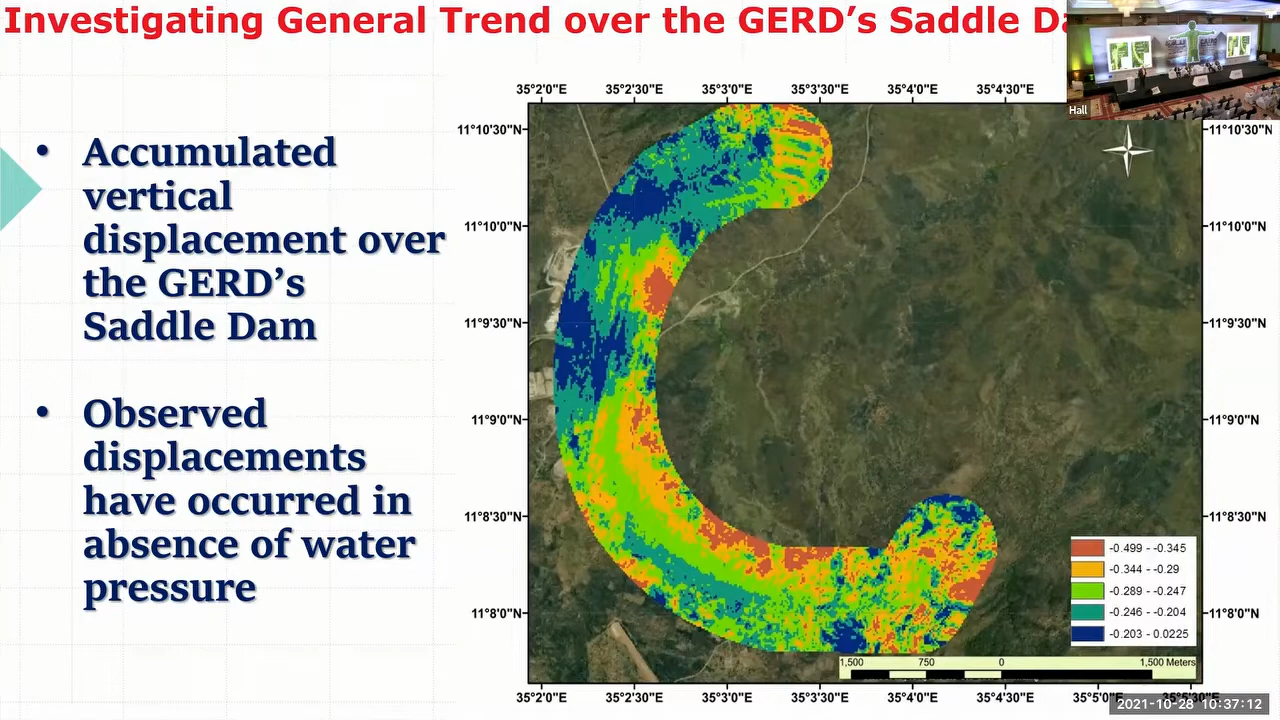 Investigating General Trend over the GERD's Saddle
Hall
• Accumulated
vertical
displacement over
the GERD's
Saddle Dam
• Observed
displacements
have occurred in
absence of water
pressure
35°2'0"E 35°2'30"E 35°3'0"E 35°3'30"E 35°4'0"E 35°4'30"E
11°10'30"N 11°10'30"N
11°10'0"N 11°10'0"N
11°9'30"N 11°9'30"N
11°9'0"N 11°9'0"N
11°8'30"N 11°8'30"N
11°8'0"N 11°8'0"N
-0.499 - -0.345
-0.344 - -0.29
-0.289 - -0.247
-0.246 - -0.204
-0.203 - 0.0225
1,500 750 0 1,500 Meters
35°2'0"E 35°2'30"E 35°3'0"E 35°3'30"E 35°4'0"E 35°4'30"E 35°5'0"E 35°5'30"E
2021-10-28 10:37:12